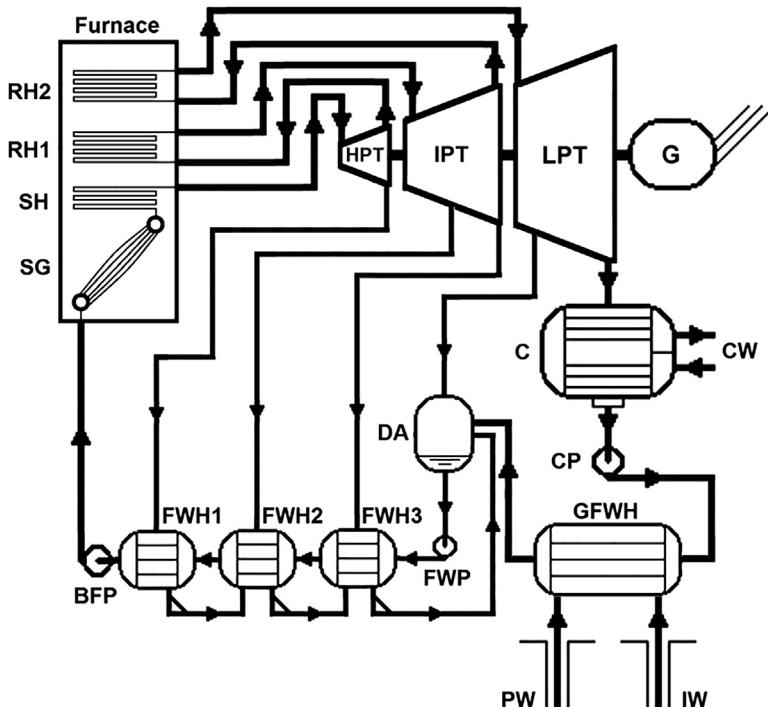 Furnace
RH2
RH1
SH
SG
HPT
IPT
LPT
G
C
CW
DA
CP
FWH1
FWH2
FWH3
GFWH
FWP
BFP
PW
IW